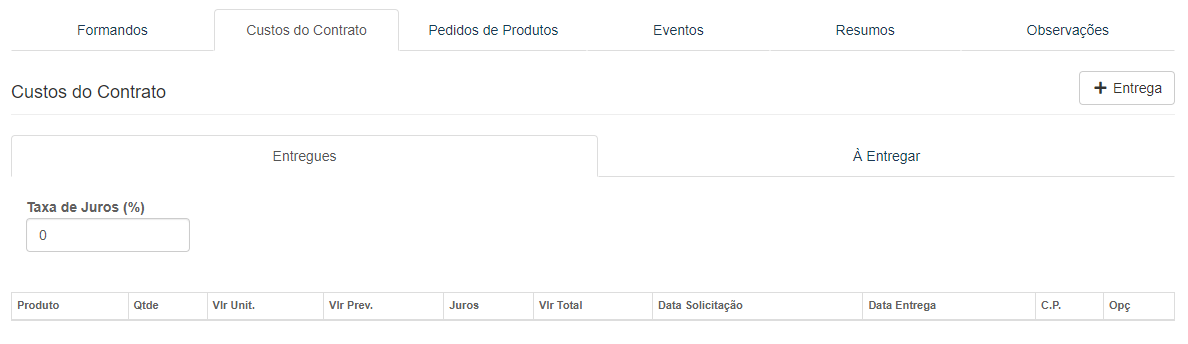 Formandos Custos do Contrato Pedidos de Produtos Eventos Resumos Observações
Custos do Contrato
+ Entrega
Entregues À Entregar
Taxa de Juros (%)
0
Produto Qtde Vlr Unit. Vlr Prev. Juros Vlr Total Data Solicitação Data Entrega C.P. Opç